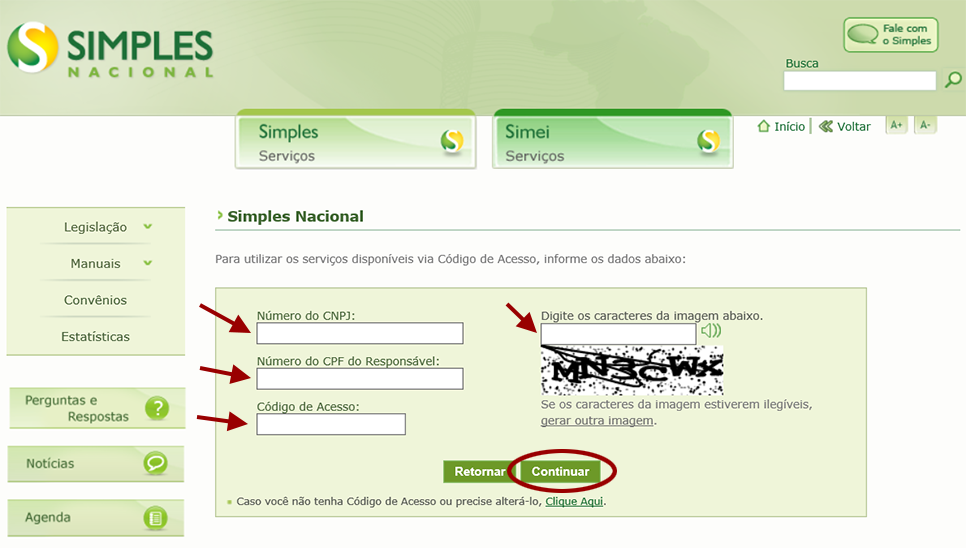 SIMPLES
NACIONAL
Fale com
o Simples
Busca
Simples
Serviços
Simei
Serviços
Início
Voltar
A+
A-
Legislação
Manuais
Convênios
Estatísticas
Perguntas e
Respostas
?
Notícias
Agenda
Simples Nacional
Para utilizar os serviços disponíveis via Código de Acesso, informe os dados abaixo:
Número do CNPJ:
Número do CPF do Responsável:
Código de Acesso:
Digite os caracteres da imagem abaixo.
Se os caracteres da imagem estiverem ilegíveis,
gerar outra imagem.
Retornar
Continuar
Caso você não tenha Código de Acesso ou precise alterá-lo, Clique Aqui.